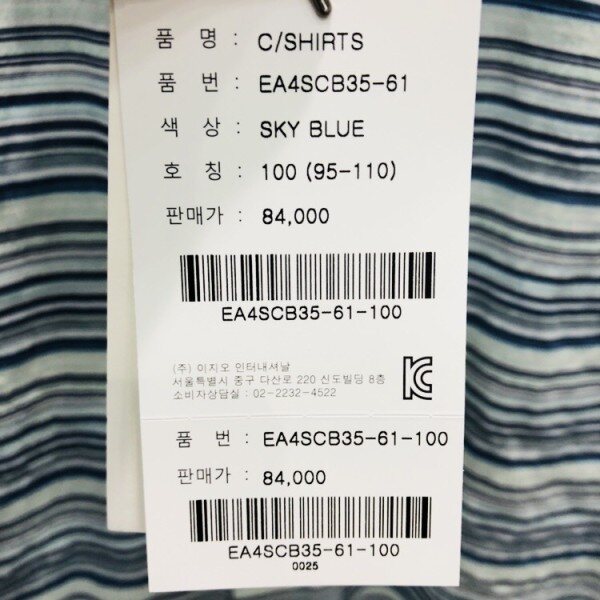 품 명 : C/SHIRTS
품 번 : EA4SCB35-61
색 상 : SKY BLUE
호 칭 : 100 (95-110)
판매가 : 84,000
EA4SCB35-61-100
(주) 이지오 인터내셔날
서울특별시 중구 다산로 220 신도빌딩 8층
소비자상담실 : 02-2232-4522
KC
품 번 : EA4SCB35-61-100
판매가 : 84,000
EA4SCB35-61-100
0025